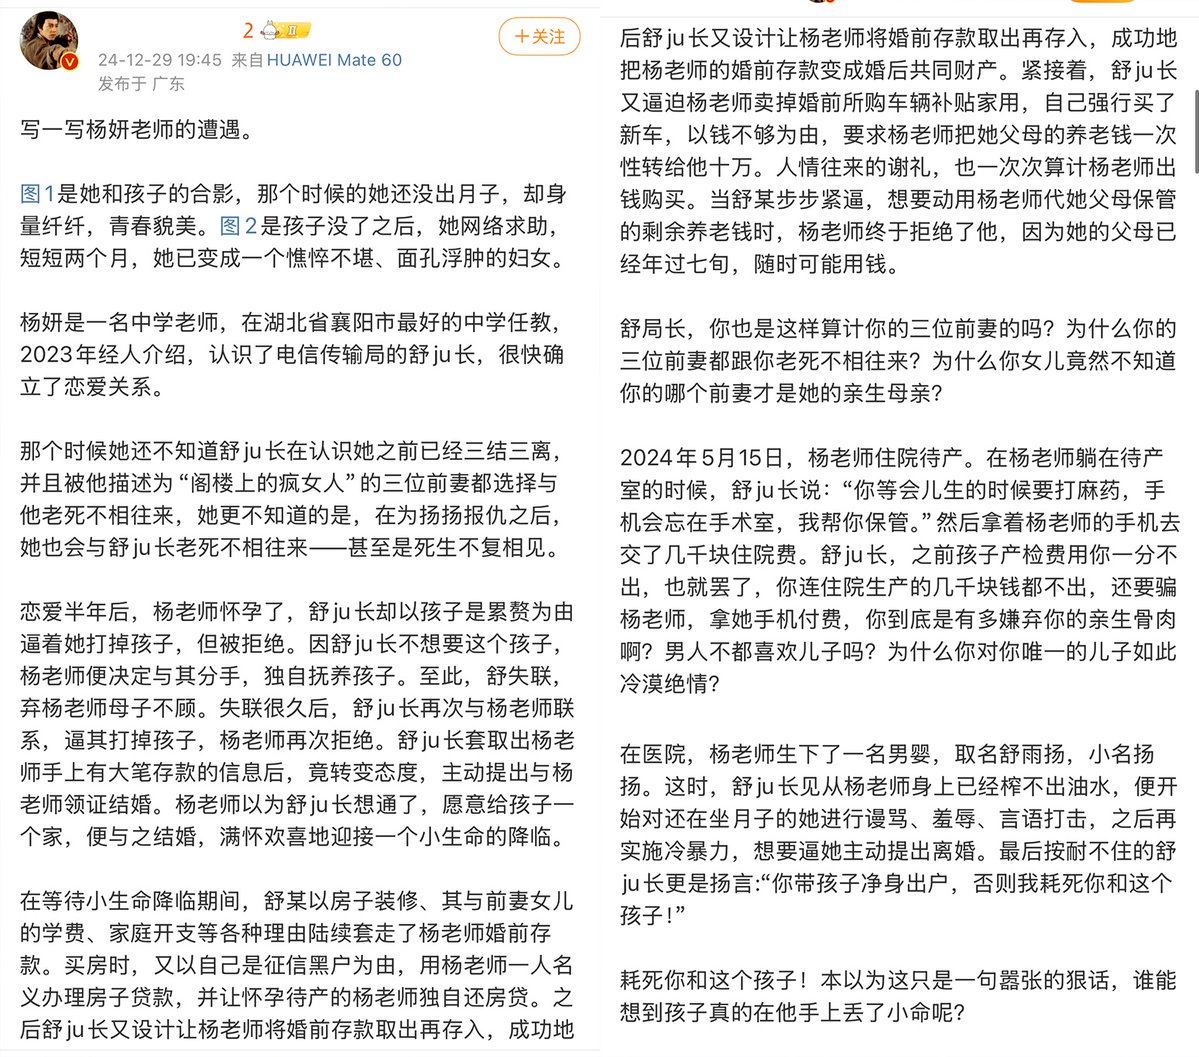 2
+关注
24-12-29 19:45 来自HUAWEI Mate 60
发布于 广东
写一写杨妍老师的遭遇。
图1是她和孩子的合影，那个时候的她还没出月子，却身
量纤纤，青春貌美。图2是孩子没了之后，她网络求助，
短短两个月，她已变成一个憔悴不堪、面孔浮肿的妇女。
杨妍是一名中学老师，在湖北省襄阳市最好的中学任教，
2023年经人介绍，认识了电信传输局的舒ju长，很快确
立了恋爱关系。
那个时候她还不知道舒ju长在认识她之前已经三结三离，
并且被他描述为“阁楼上的疯女人”的三位前妻都选择与
他老死不相往来，她更不知道的是，在为扬扬报仇之后，
她也会与舒ju长老死不相往来——甚至是死生不复相见。
恋爱半年后，杨老师怀孕了，舒ju长却以孩子是累赘为由
逼着她打掉孩子，但被拒绝。因舒ju长不想要这个孩子，
杨老师便决定与其分手，独自抚养孩子。至此，舒失联，
弃杨老师母子不顾。失联很久后，舒ju长再次与杨老师联
系，逼其打掉孩子，杨老师再次拒绝。舒ju长套取出杨老
师手上有大笔存款的信息后，竟转变态度，主动提出与杨
老师领证结婚。杨老师以为舒ju长想通了，愿意给孩子一
个家，便与之结婚，满怀欢喜地迎接一个小生命的降临。
在等待小生命降临期间，舒某以房子装修、其与前妻女儿
的学费、家庭开支等各种理由陆续套走了杨老师婚前存
款。买房时，又以自己是征信黑户为由，用杨老师一人名
义办理房子贷款，并让怀孕待产的杨老师独自还房贷。之
后舒ju长又设计让杨老师将婚前存款取出再存入，成功地
后舒ju长又设计让杨老师将婚前存款取出再存入，成功地
把杨老师的婚前存款变成婚后共同财产。紧接着，舒ju长
又逼迫杨老师卖掉婚前所购车辆补贴家用，自己强行买了
新车，以钱不够为由，要求杨老师把她父母的养老钱一次
性转给他十万。人情往来的谢礼，也一次次算计杨老师出
钱购买。当舒某步步紧逼，想要动用杨老师代她父母保管
的剩余养老钱时，杨老师终于拒绝了他，因为她的父母已
经年过七旬，随时可能用钱。
舒局长，你也是这样算计你的三位前妻的吗？为什么你的
三位前妻都跟你老死不相往来？为什么你女儿竟然不知道
你的哪个前妻才是她的亲生母亲？
2024年5月15日，杨老师住院待产。在杨老师躺在待产
室的时候，舒ju长说：“你等会儿生的时候要打麻药，手
机会忘在手术室，我帮你保管。”然后拿着杨老师的手机去
交了几千块住院费。舒ju长，之前孩子产检费用你一分不
出，也就罢了，你连住院生产的几千块钱都不出，还要骗
杨老师，拿她手机付费，你到底是有多嫌弃你的亲生骨肉
啊？男人不都喜欢儿子吗？为什么你对你唯一的儿子如此
冷漠绝情？
在医院，杨老师生下了一名男婴，取名舒雨扬，小名扬
扬。这时，舒ju长见从杨老师身上已经榨不出油水，便开
始对还在坐月子的她进行谩骂、羞辱、言语打击，之后再
实施冷暴力，想要逼她主动提出离婚。最后按耐不住的舒
ju长更是扬言:“你带孩子净身出户，否则我耗死你和这个
孩子！”
耗死你和这个孩子！本以为这只是一句嚣张的狠话，谁能
想到孩子真的在他手上丢了小命呢？